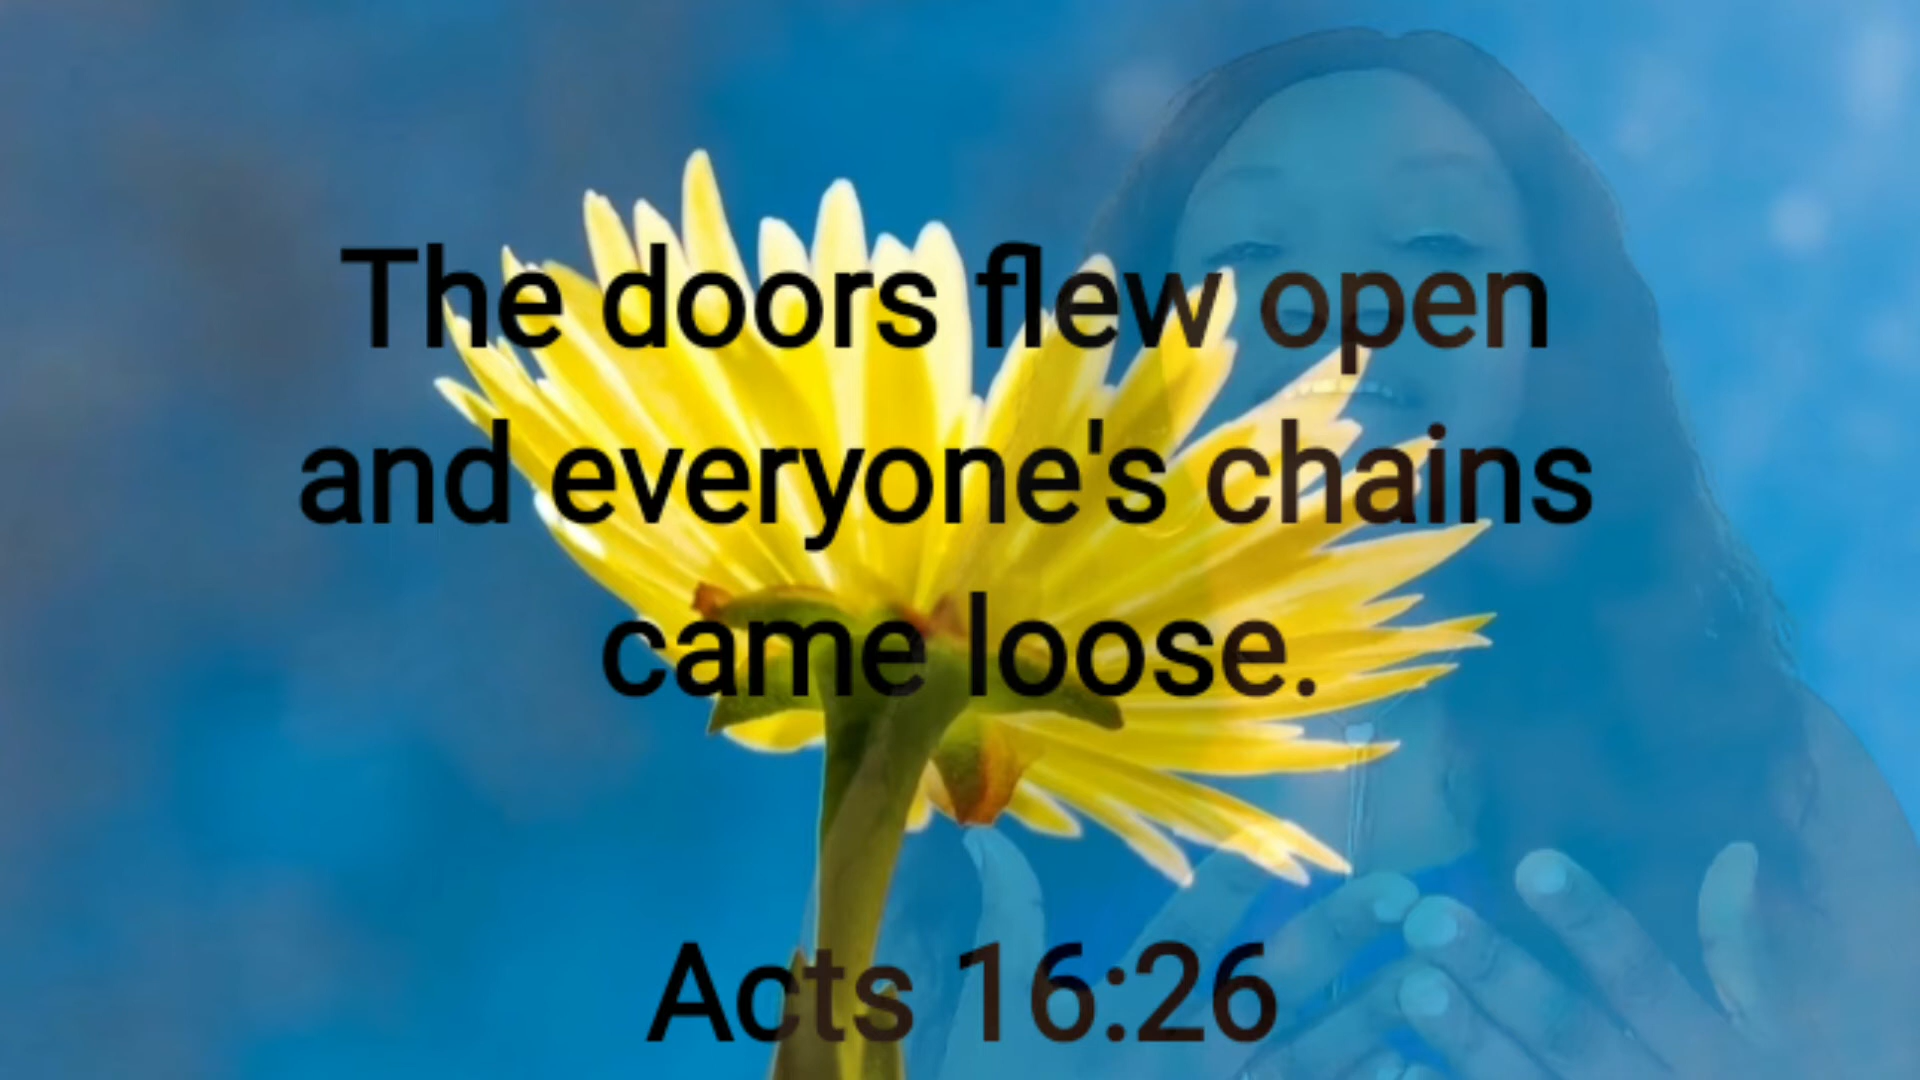 The doors flew open
and everyone's chains
came loose.
Acts 16:26